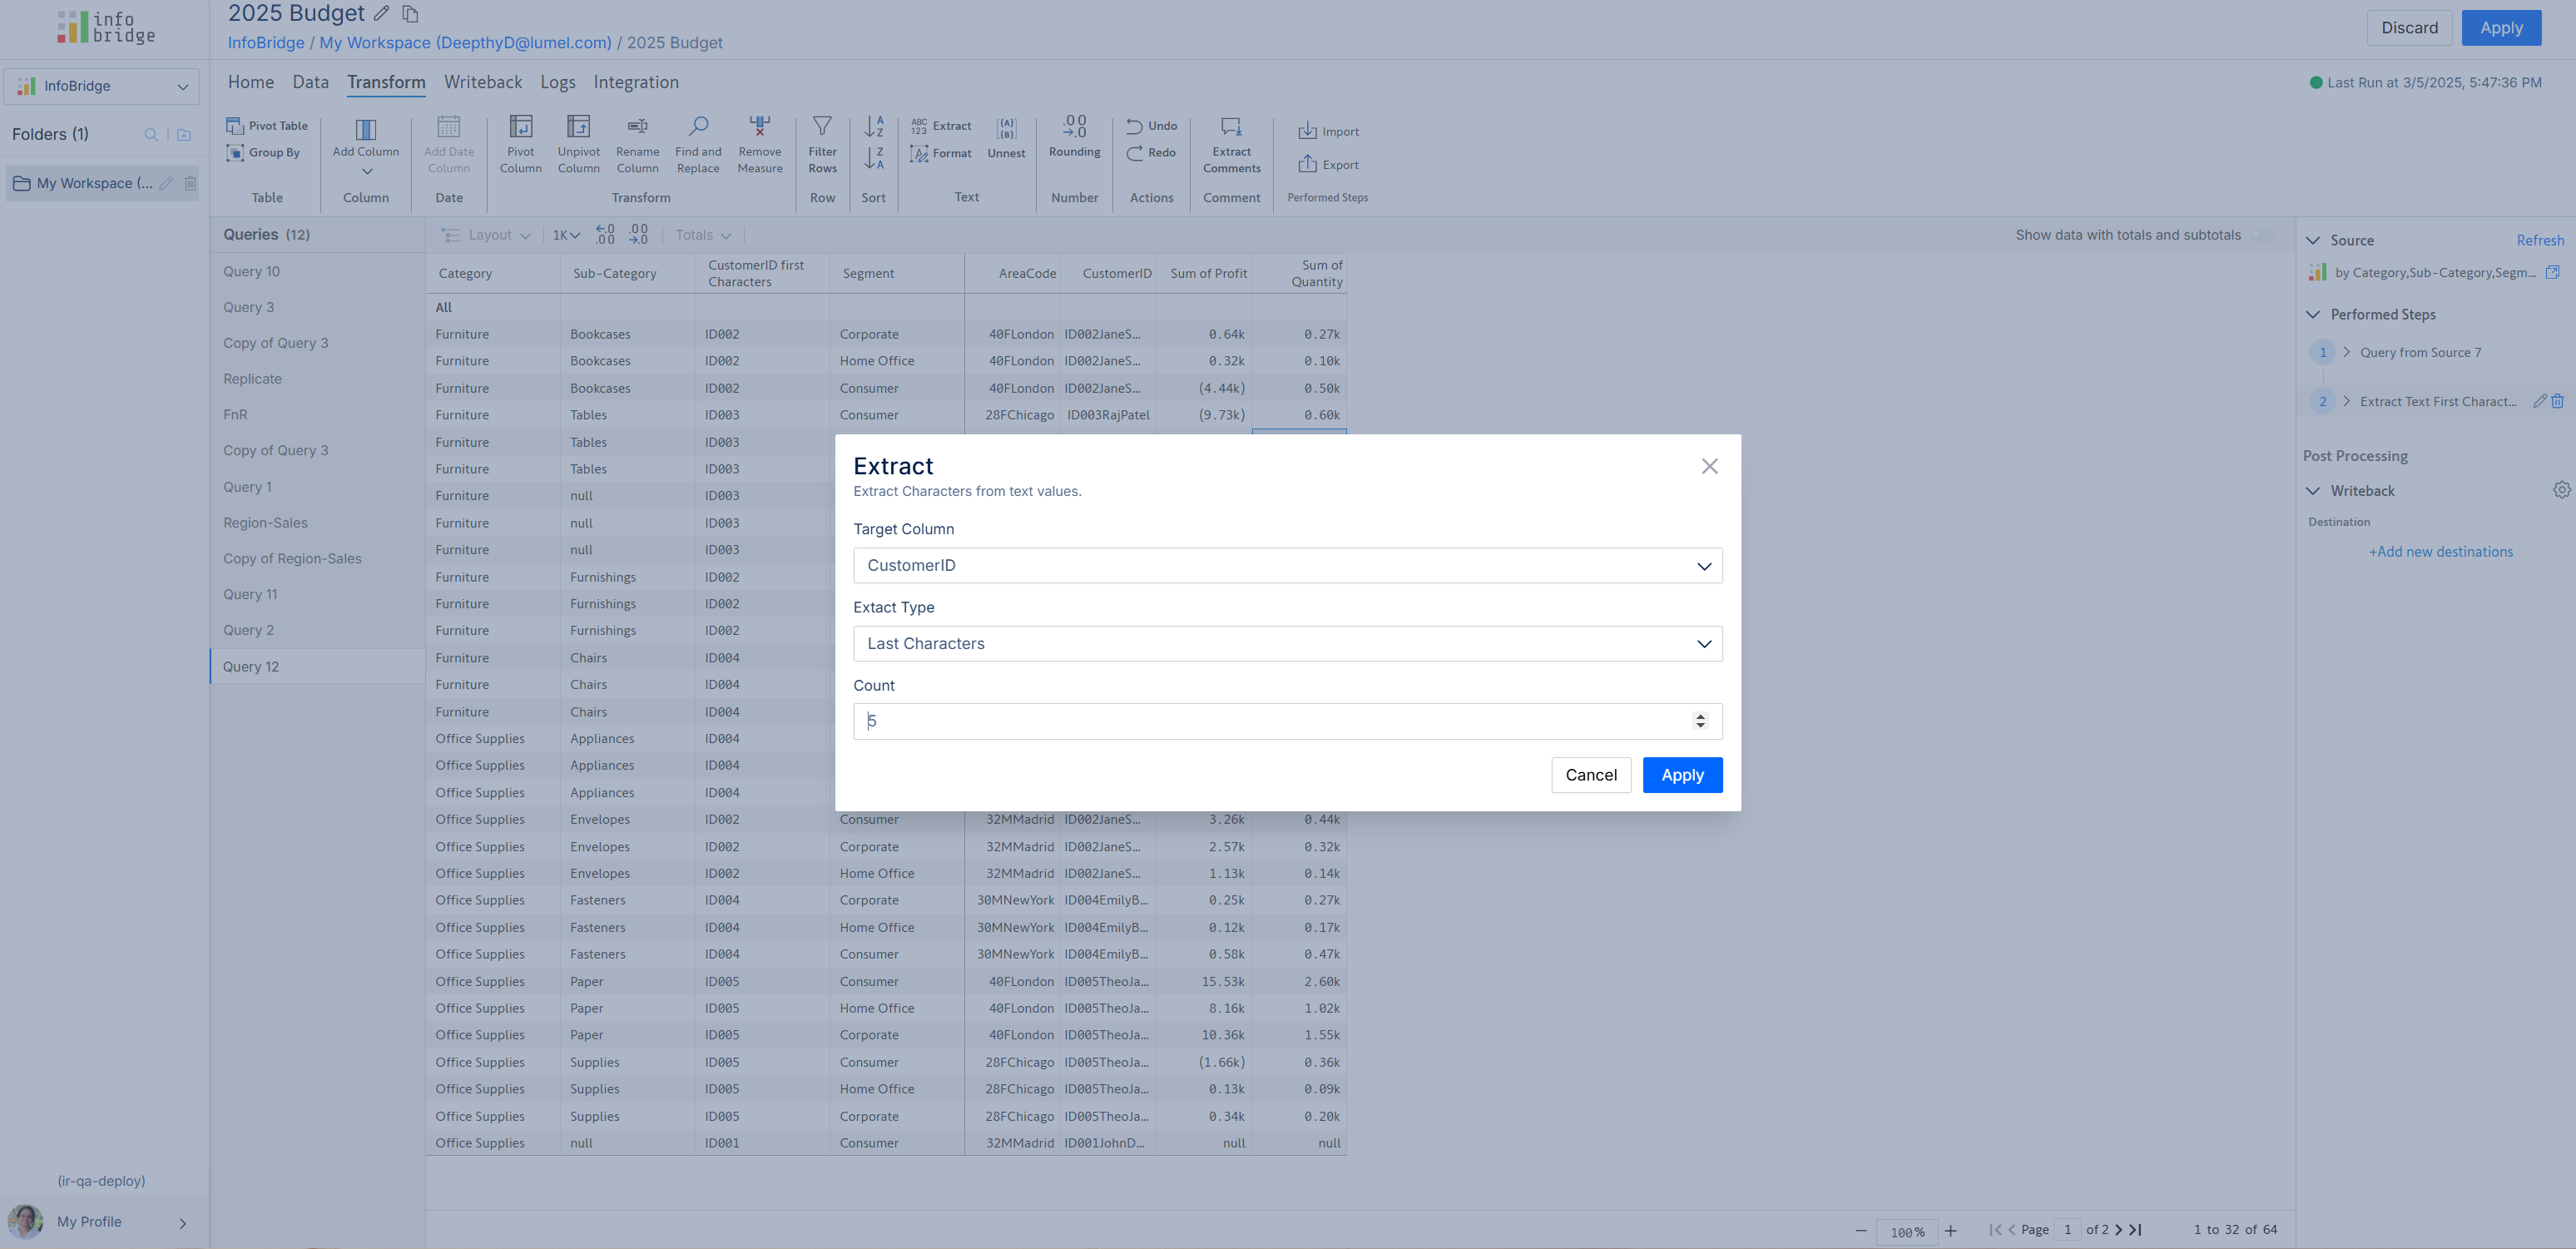 info
bridge
2025 Budget
InfoBridge / My Workspace (DeepthyD@lumel.com) / 2025 Budget
Discard
Apply
InfoBridge
Home Data Transform Writeback Logs Integration
Last Run at 3/5/2025, 5:47:36 PM
Folders (1)
My Workspace (...
Pivot Table
Group By
Table
Add Column
Column
Add Date Column
Date
Pivot Column
Unpivot Column
Rename Column
Find and Replace
Remove Measure
Transform
Filter Rows
Row
A
Z
Z
A
Sort
ABC
123
Extract
Format
{A}
{B}
Unnest
Text
.00
→.0
Rounding
Number
Undo
Redo
Actions
Extract Comments
Comment
Import
Export
Performed Steps
Queries (12)
Query 10
Query 3
Copy of Query 3
Replicate
FnR
Copy of Query 3
Query 1
Region-Sales
Copy of Region-Sales
Query 11
Query 2
Query 12
Layout 1K ←.0 .00 .00 →.0 Totals
Show data with totals and subtotals
Category Sub-Category CustomerID first Characters Segment AreaCode CustomerID Sum of Profit Sum of Quantity
All
Furniture Bookcases ID002 Corporate 40FLondon ID002JaneS... 0.64k 0.27k
Furniture Bookcases ID002 Home Office 40FLondon ID002JaneS... 0.32k 0.10k
Furniture Bookcases ID002 Consumer 40FLondon ID002JaneS... (4.44k) 0.50k
Furniture Tables ID003 Consumer 28FChicago ID003RajPatel (9.73k) 0.60k
Furniture Tables ID003
Furniture Tables ID003
Furniture null ID003
Furniture null ID003
Furniture null ID003
Furniture Furnishings ID002
Furniture Furnishings ID002
Furniture Furnishings ID002
Furniture Chairs ID004
Furniture Chairs ID004
Furniture Chairs ID004
Office Supplies Appliances ID004
Office Supplies Appliances ID004
Office Supplies Appliances ID004
Office Supplies Envelopes ID002 Consumer 32MMadrid ID002JaneS... 3.26k 0.44k
Office Supplies Envelopes ID002 Corporate 32MMadrid ID002JaneS... 2.57k 0.32k
Office Supplies Envelopes ID002 Home Office 32MMadrid ID002JaneS... 1.13k 0.14k
Office Supplies Fasteners ID004 Corporate 30MNewYork ID004EmilyB... 0.25k 0.27k
Office Supplies Fasteners ID004 Home Office 30MNewYork ID004EmilyB... 0.12k 0.17k
Office Supplies Fasteners ID004 Consumer 30MNewYork ID004EmilyB... 0.58k 0.47k
Office Supplies Paper ID005 Consumer 40FLondon ID005TheoJa... 15.53k 2.60k
Office Supplies Paper ID005 Home Office 40FLondon ID005TheoJa... 8.16k 1.02k
Office Supplies Paper ID005 Corporate 40FLondon ID005TheoJa... 10.36k 1.55k
Office Supplies Supplies ID005 Consumer 28FChicago ID005TheoJa... (1.66k) 0.36k
Office Supplies Supplies ID005 Home Office 28FChicago ID005TheoJa... 0.13k 0.09k
Office Supplies Supplies ID005 Corporate 28FChicago ID005TheoJa... 0.34k 0.20k
Office Supplies null ID001 Consumer 32MMadrid ID001JohnD... null null
Extract
Extract Characters from text values.
Target Column
CustomerID
Extact Type
Last Characters
Count
5
Cancel
Apply
Source
Refresh
by Category,Sub-Category,Segm...
Performed Steps
1 Query from Source 7
2 Extract Text First Charact...
Post Processing
Writeback
Destination
+Add new destinations
(ir-qa-deploy)
My Profile
100%
Page 1 of 2
1 to 32 of 64